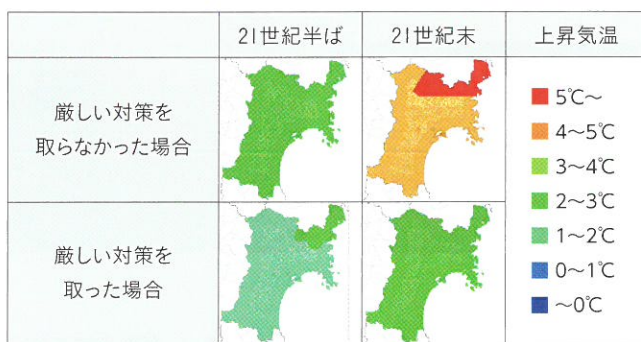 21世紀半ば
21世紀末
上昇気温
厳しい対策を
取らなかった場合
5℃〜
4〜5℃
3〜4℃
2〜3℃
1〜2℃
0〜1℃
〜0℃
厳しい対策を
取った場合